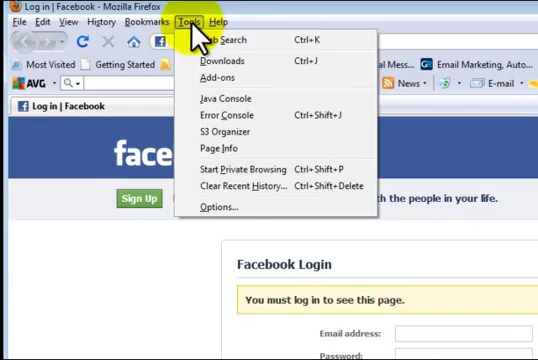 Log in | Facebook - Mozilla Firefox
File Edit View History Bookmarks Tools Help
Search Ctrl+K
Downloads Ctrl+J
Add-ons
Java Console
Error Console Ctrl+Shift+J
S3 Organizer
Page Info
Start Private Browsing Ctrl+Shift+P
Clear Recent History... Ctrl+Shift+Delete
Options...
Most Visited Getting Started
al Mess... Email Marketing, Auto...
AVG News E-mail
Log in | Facebook
face
Sign Up
th the people in your life.
Facebook Login
You must log in to see this page.
Email address:
Password: